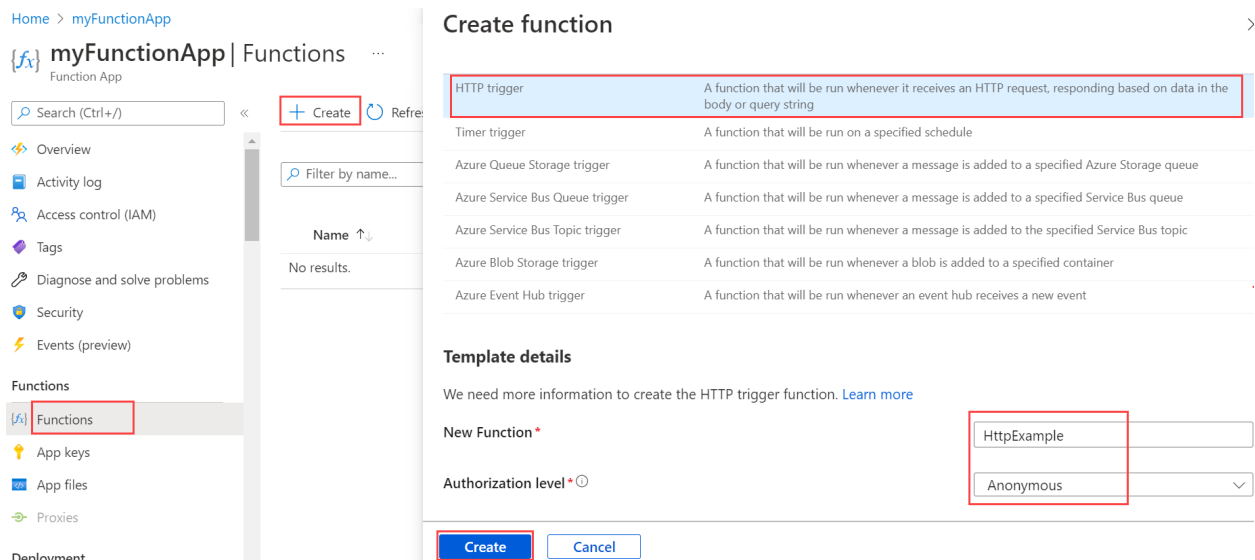 Home > myFunctionApp
myFunctionApp | Functions ...
Function App
Search (Ctrl+/)
«
Overview
Activity log
Access control (IAM)
Tags
Diagnose and solve problems
Security
Events (preview)
Functions
Functions
App keys
App files
Proxies
Deployment
+ Create
Refre
Filter by name...
Name ↑↓
No results.
Create function
HTTP trigger
A function that will be run whenever it receives an HTTP request, responding based on data in the
body or query string
Timer trigger
A function that will be run on a specified schedule
Azure Queue Storage trigger
A function that will be run whenever a message is added to a specified Azure Storage queue
Azure Service Bus Queue trigger
A function that will be run whenever a message is added to a specified Service Bus queue
Azure Service Bus Topic trigger
A function that will be run whenever a message is added to the specified Service Bus topic
Azure Blob Storage trigger
A function that will be run whenever a blob is added to a specified container
Azure Event Hub trigger
A function that will be run whenever an event hub receives a new event
Template details
We need more information to create the HTTP trigger function. Learn more
New Function *
HttpExample
Authorization level *
Anonymous
Create
Cancel